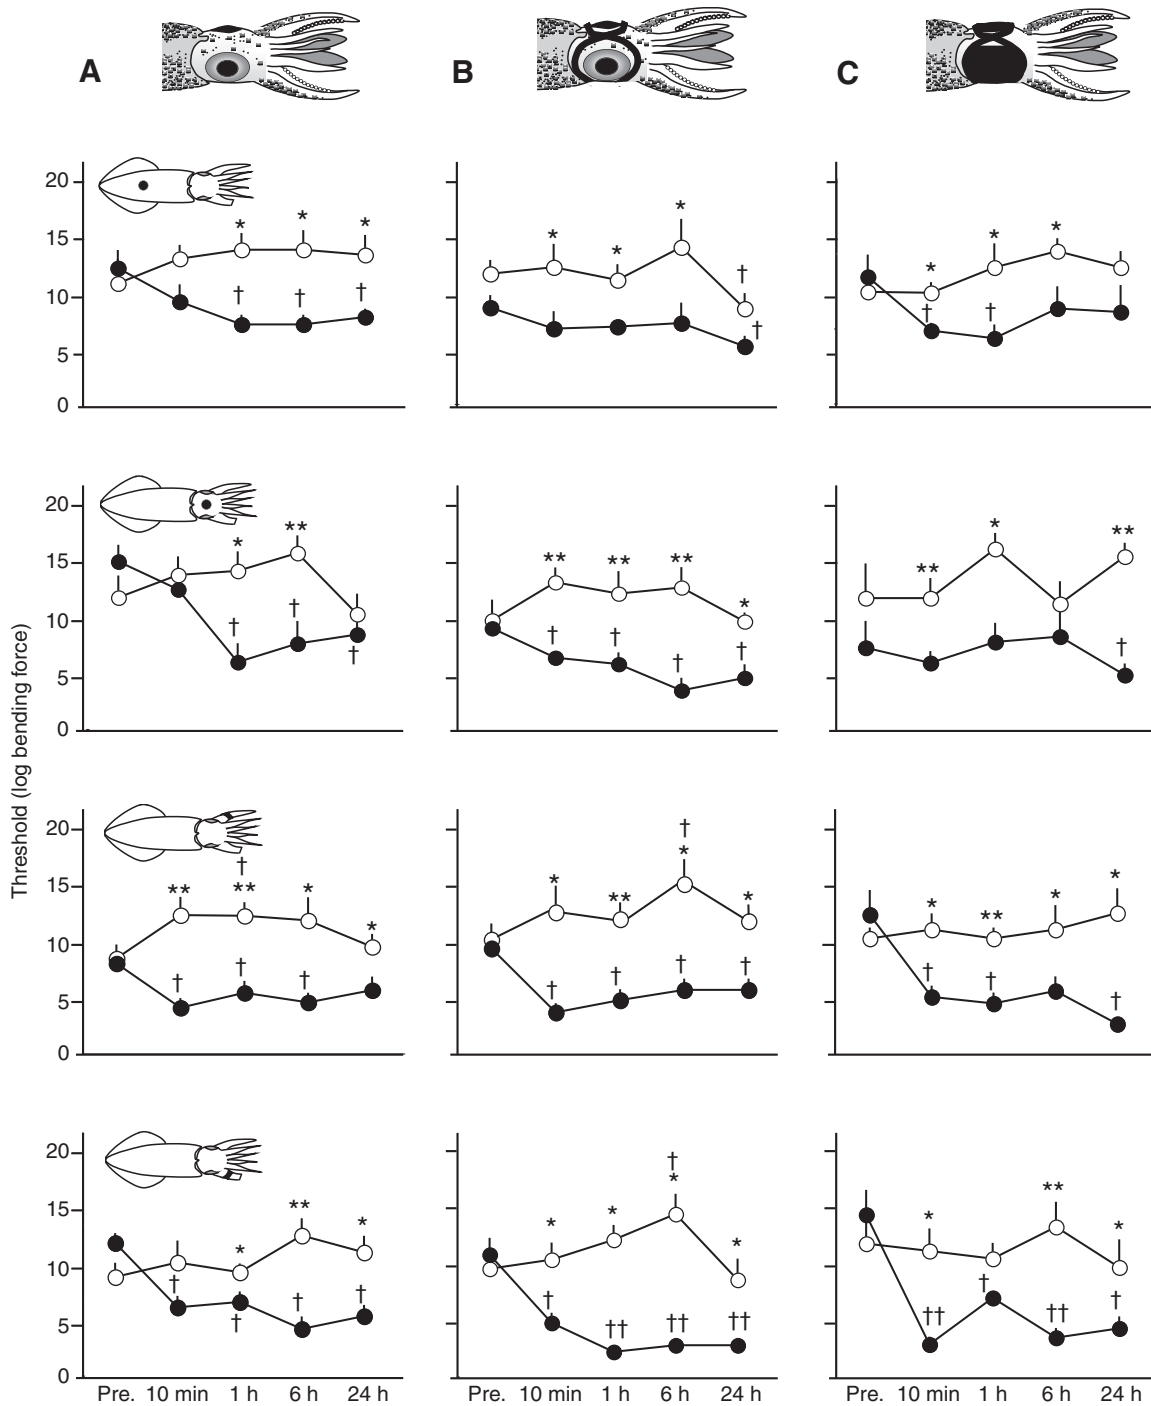 A B C
20
15
10
5
0
* * *
† † †
* * * †
†
* * * *
† †
20
15
10
5
0
* **
† † †
** ** ** *
† † † †
** * **
†
Threshold (log bending force)
20
15
10
5
0
†
** ** * *
† † †
†
* ** * *
† † † †
* ** * *
† † †
20
15
10
5
0
* ** *
† † † †
†
* * * *
† †† †† ††
* ** *
†† † †† †
Pre. 10 min 1 h 6 h 24 h Pre. 10 min 1 h 6 h 24 h Pre. 10 min 1 h 6 h 24 h